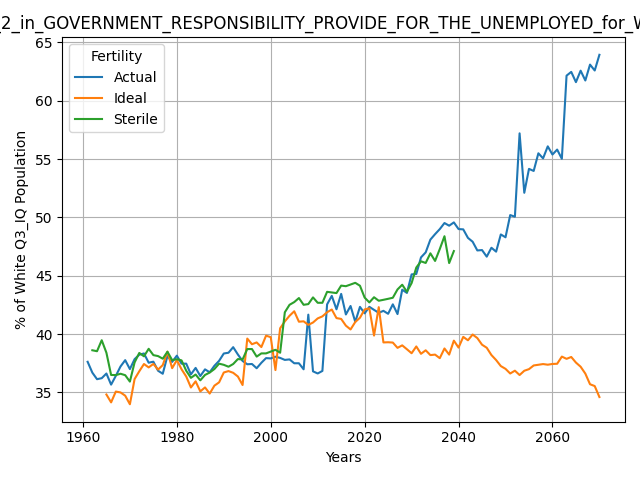 _2_in_GOVERNMENT_RESPONSIBILITY_PROVIDE_FOR_THE_UNEMPLOYED_for_W
Fertility
Actual
Ideal
Sterile
65
60
55
50
45
40
35
% of White Q3_IQ Population
1960 1980 2000 2020 2040 2060
Years